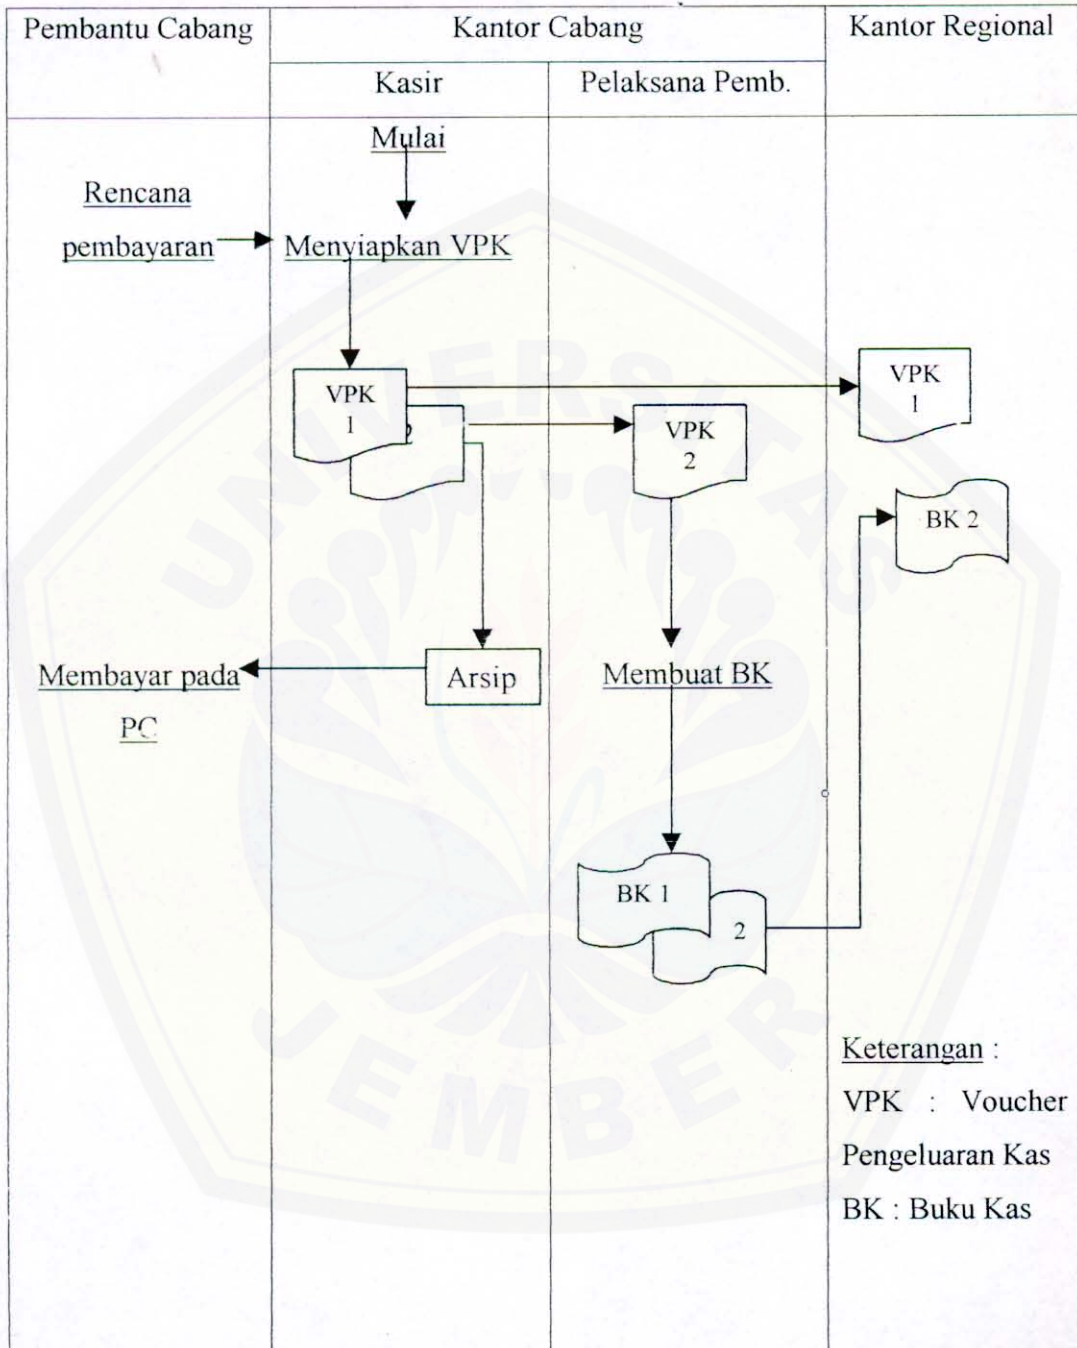 Pembantu Cabang
Kantor Cabang
Kantor Regional
Kasir
Pelaksana Pemb.
Mulai
Rencana
pembayaran
Menyiapkan VPK
VPK
1
2
VPK
2
VPK
1
BK 2
Membayar pada
PC
Arsip
Membuat BK
BK 1
2
Keterangan :
VPK : Voucher
Pengeluaran Kas
BK : Buku Kas
UNIVERSITAS
JEMBER